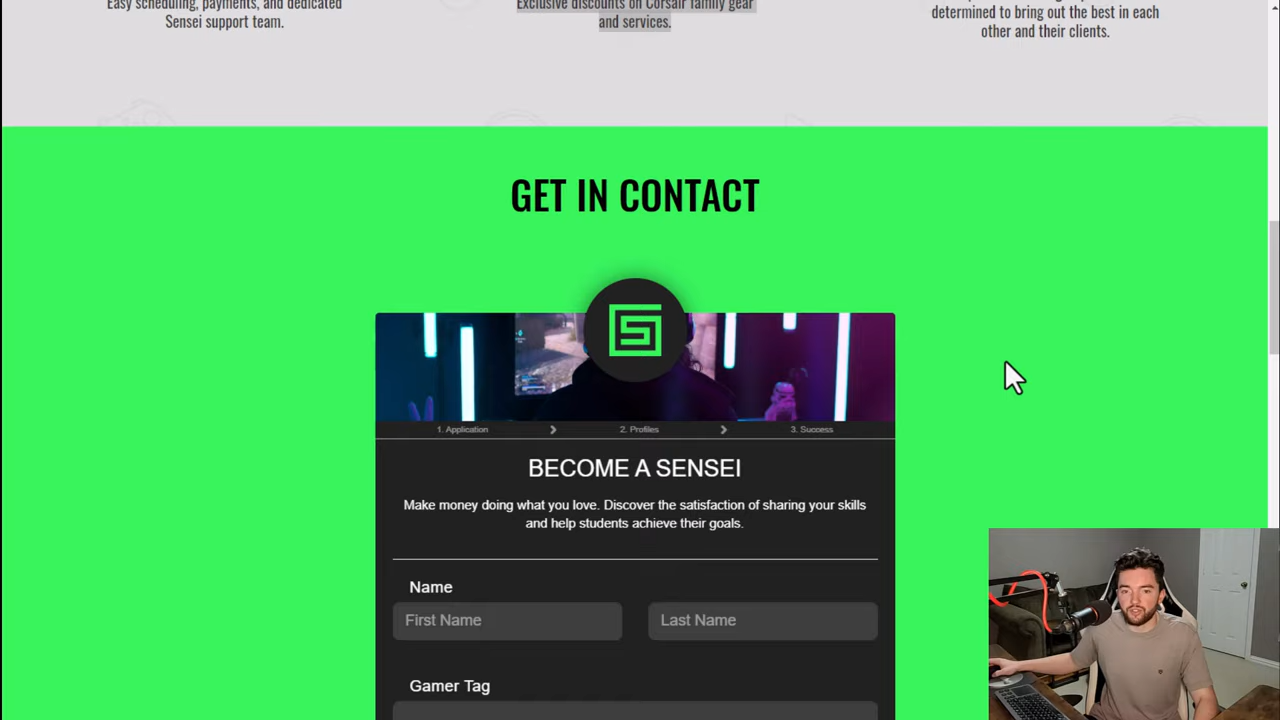 Easy scheduling, payments, and dedicated
Sensei support team.
Exclusive discounts on Corsair family gear
and services.
determined to bring out the best in each
other and their clients.
GET IN CONTACT
1. Application
2. Profiles
3. Success
BECOME A SENSEI
Make money doing what you love. Discover the satisfaction of sharing your skills
and help students achieve their goals.
Name
First Name
Last Name
Gamer Tag